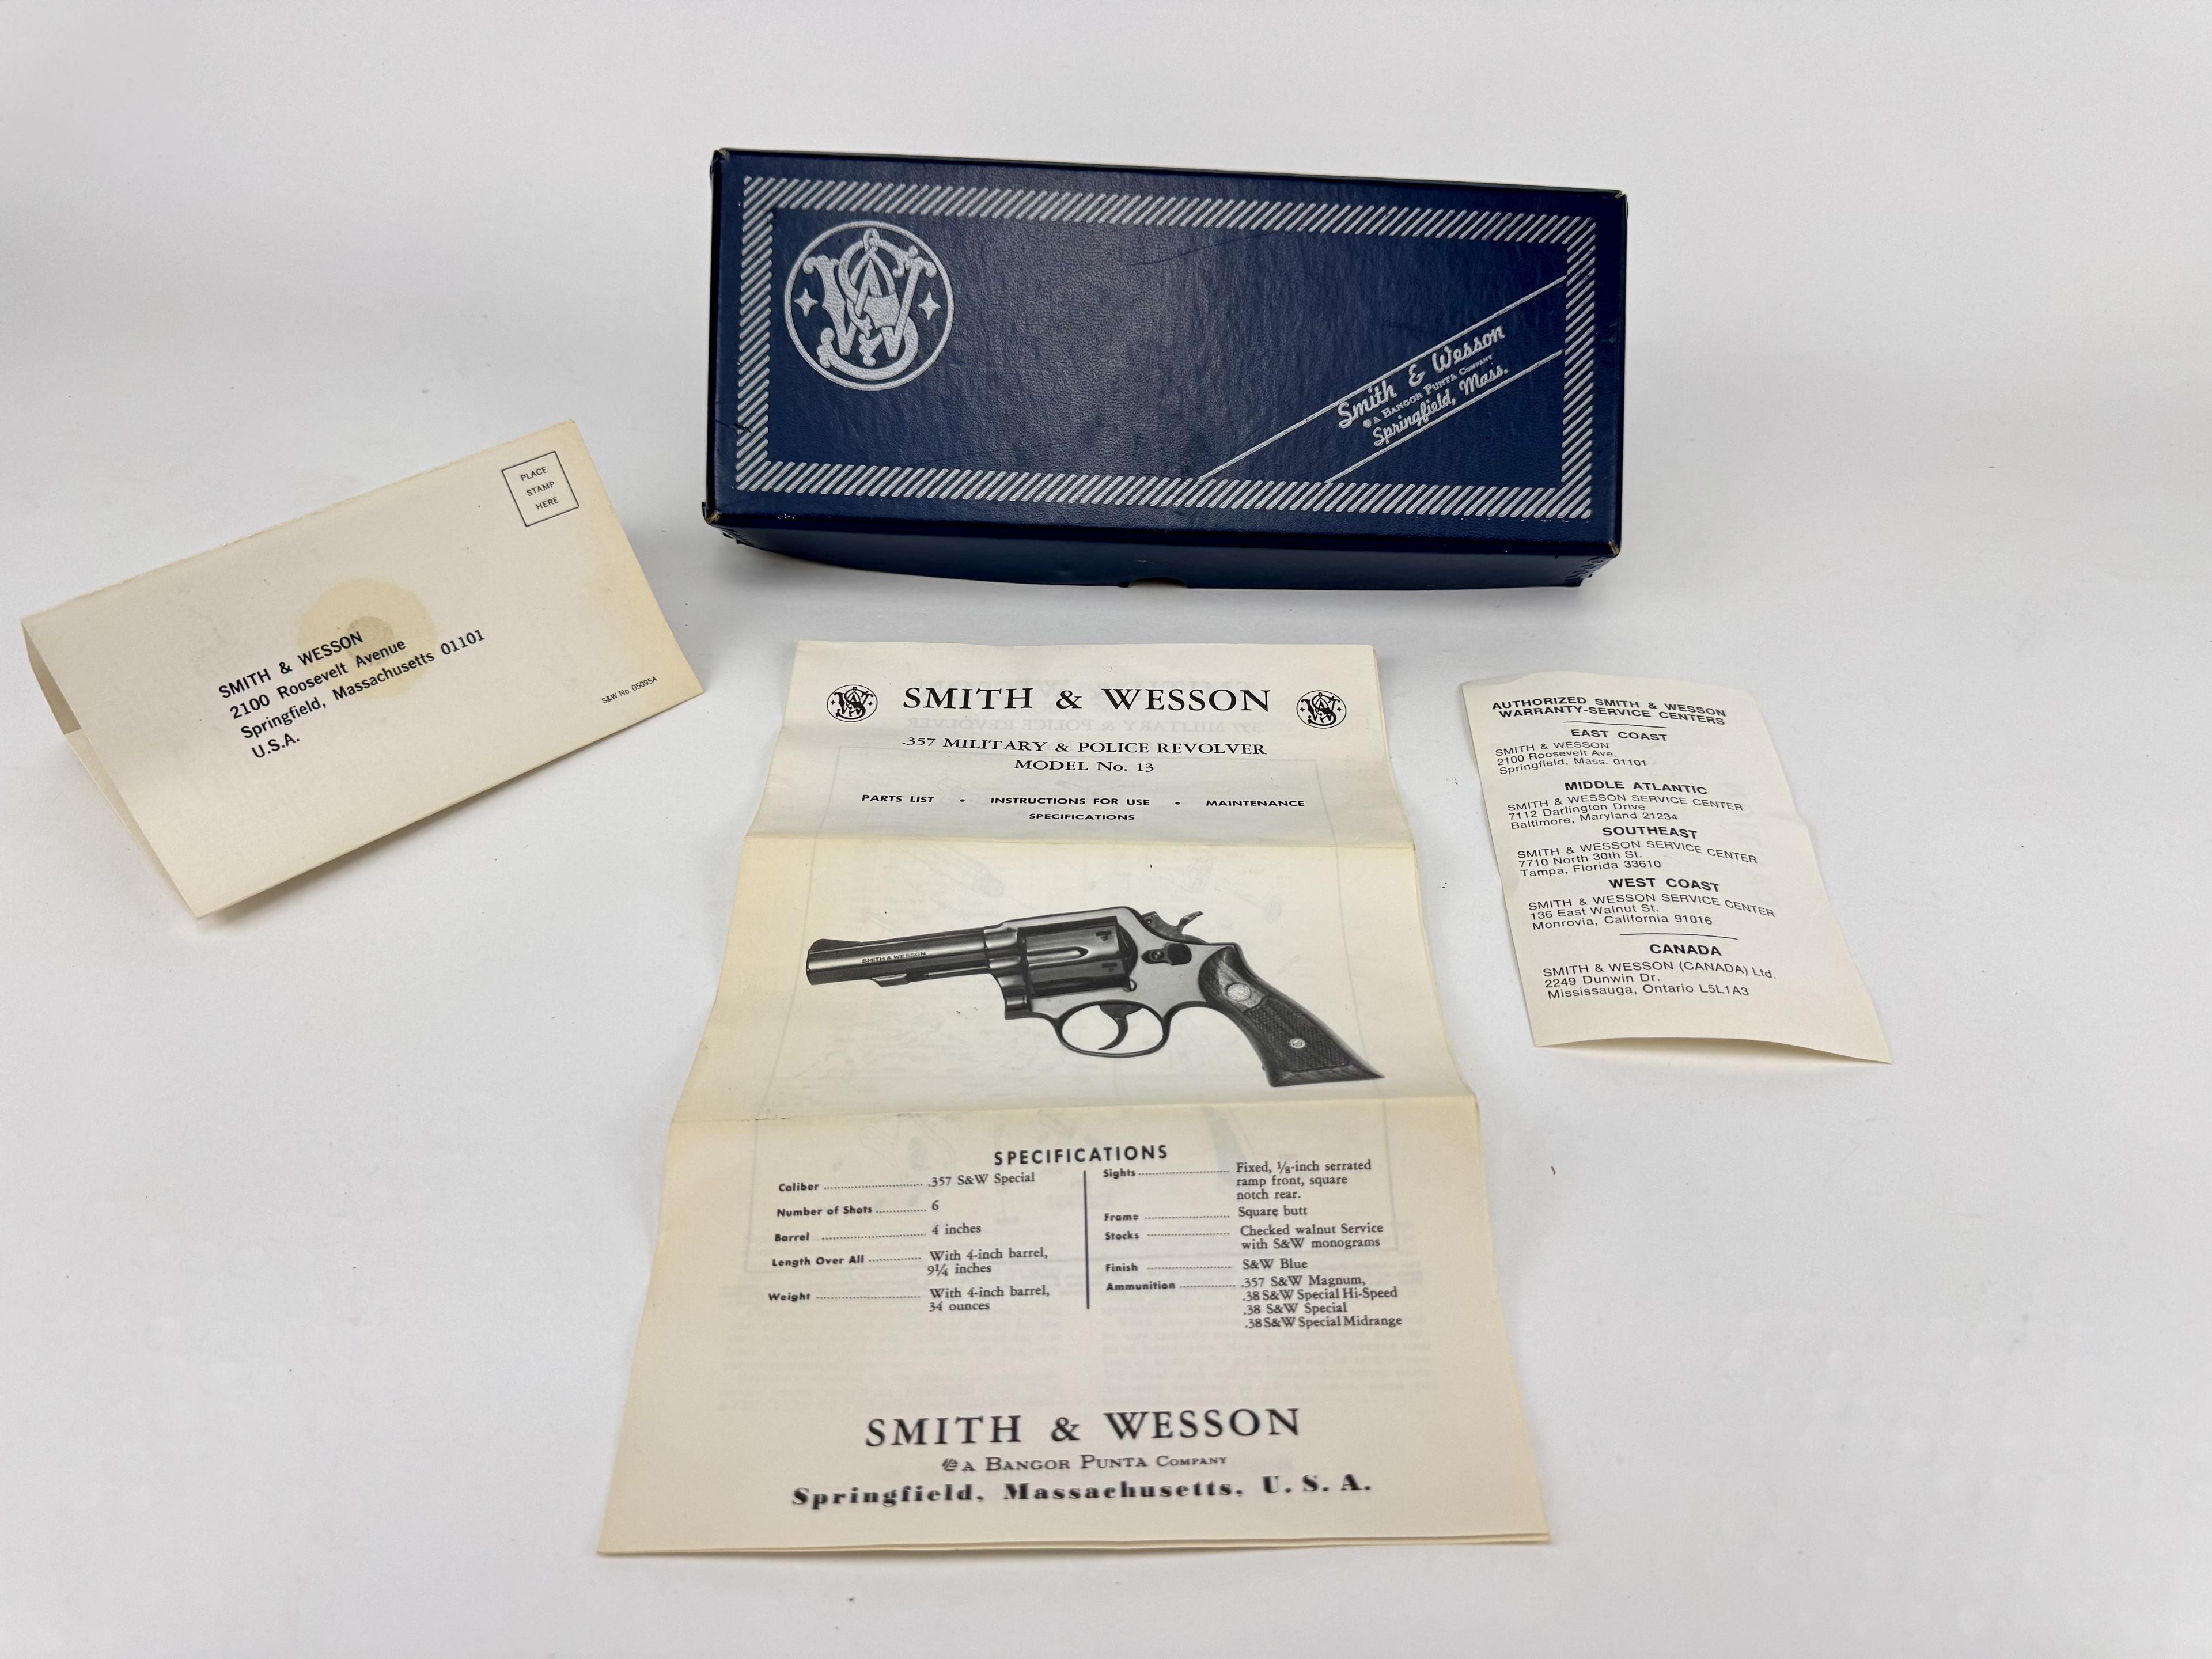 Smith & Wesson
A BANGOR PUNTA COMPANY
Springfield, Mass.
PLACE
STAMP
HERE
SMITH & WESSON
2100 Roosevelt Avenue
Springfield, Massachusetts 01101
U.S.A.
S&W No. 05095A
SMITH & WESSON
.357 MILITARY & POLICE REVOLVER
MODEL No. 13
PARTS LIST • INSTRUCTIONS FOR USE • MAINTENANCE
SPECIFICATIONS
SMITH & WESSON
SPECIFICATIONS
Caliber .......................... .357 S&W Special
Number of Shots ............. 6
Barrel .......................... 4 inches
Length Over All ............. With 4-inch barrel,
9¼ inches
Weight .......................... With 4-inch barrel,
34 ounces
Sights .......................... Fixed, ⅛-inch serrated
ramp front, square
notch rear.
Frame ...................... Square butt
Stocks ...................... Checked walnut Service
with S&W monograms
Finish ...................... S&W Blue
Ammunition .............. .357 S&W Magnum,
.38 S&W Special Hi-Speed
.38 S&W Special
.38 S&W Special Midrange
SMITH & WESSON
A BANGOR PUNTA COMPANY
Springfield, Massachusetts, U. S. A.
AUTHORIZED SMITH & WESSON
WARRANTY-SERVICE CENTERS
EAST COAST
SMITH & WESSON
2100 Roosevelt Ave.
Springfield, Mass. 01101
MIDDLE ATLANTIC
SMITH & WESSON SERVICE CENTER
7112 Darlington Drive
Baltimore, Maryland 21234
SOUTHEAST
SMITH & WESSON SERVICE CENTER
7710 North 30th St.
Tampa, Florida 33610
WEST COAST
SMITH & WESSON SERVICE CENTER
136 East Walnut St.
Monrovia, California 91016
CANADA
SMITH & WESSON (CANADA) Ltd.
2249 Dunwin Dr.
Mississauga, Ontario L5L1A3